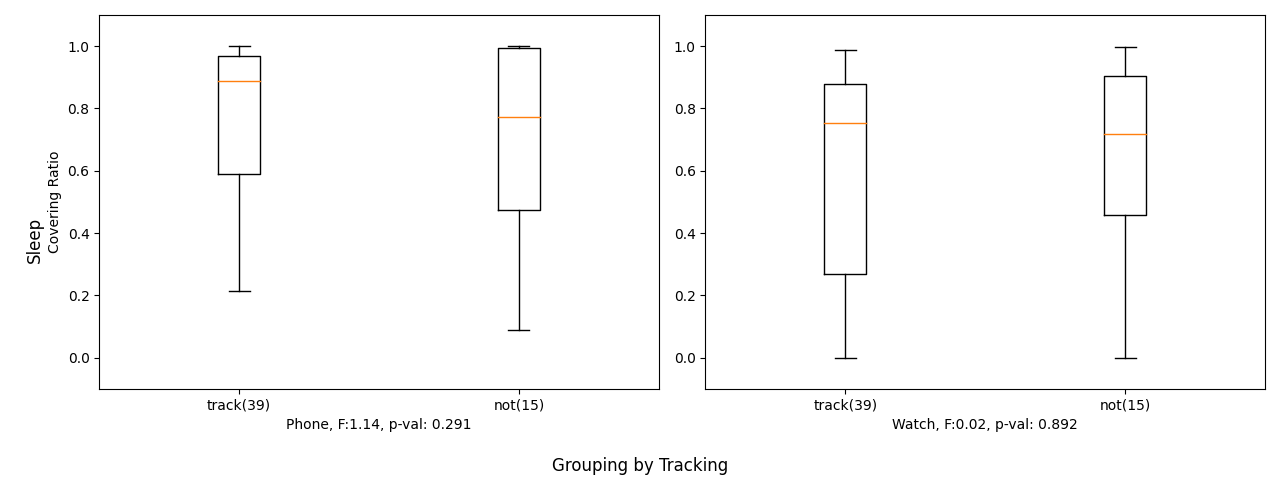 Sleep
Covering Ratio
1.0
0.8
0.6
0.4
0.2
0.0
track(39)
not(15)
Phone, F:1.14, p-val: 0.291
1.0
0.8
0.6
0.4
0.2
0.0
track(39)
not(15)
Watch, F:0.02, p-val: 0.892
Grouping by Tracking